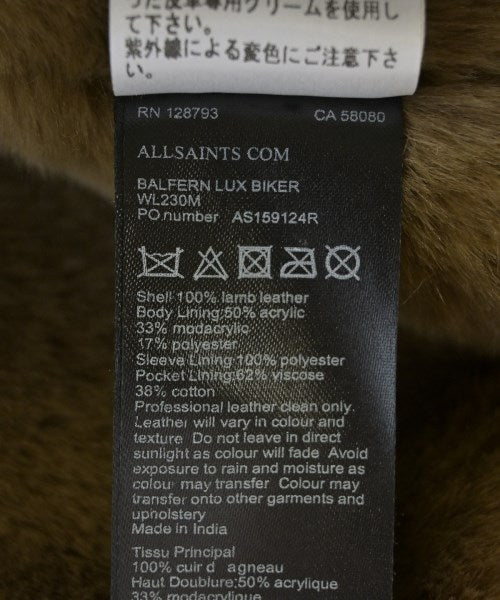 った皮革専用クリームを使用し
て下さい。
紫外線による変色にご注意下さ
い。
RN 128793 CA 58080
ALLSAINTS COM
BALFERN LUX BIKER
WL230M
PO.number AS159124R
Shell 100% lamb leather
Body Lining:50% acrylic
33% modacrylic
17% polyester
Sleeve Lining:100% polyester
Pocket Lining:62% viscose
38% cotton
Professional leather clean only.
Leather will vary in colour and
texture Do not leave in direct
sunlight as colour will fade Avoid
exposure to rain and moisture as
colour may transfer Colour may
transfer onto other garments and
upholstery
Made in India
Tissu Principal
100% cuir d agneau
Haut Doublure:50% acrylique
33% modacrylique